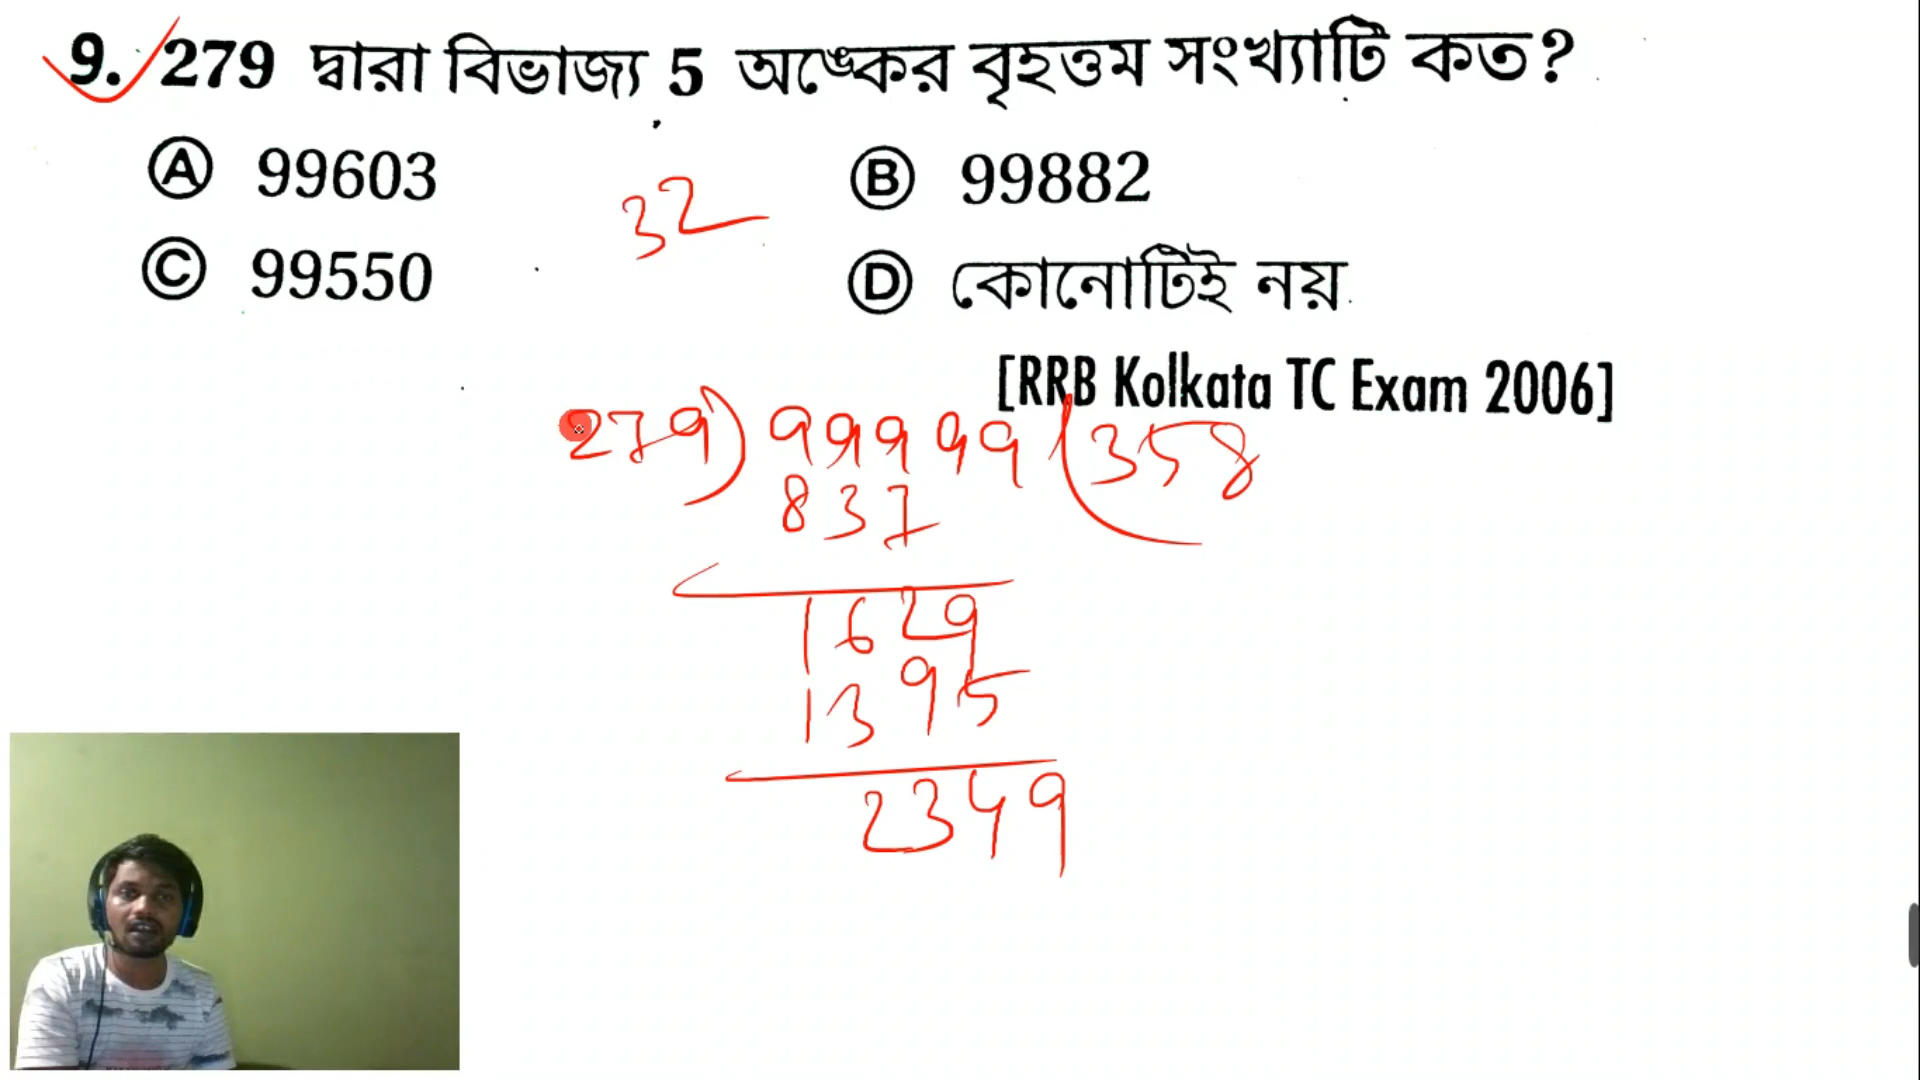 9. 279 দ্বারা বিভাজ্য 5 অঙ্কের বৃহত্তম সংখ্যাটি কত?
A 99603
B 99882
32
C 99550
D কোনোটিই নয়
[RRB Kolkata TC Exam 2006]
279) 99999 (358
837
1629
1395
2349